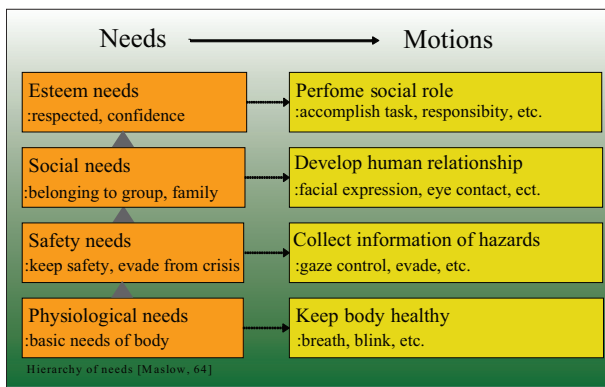 Needs
Motions
Esteem needs
:respected, confidence
Perfome social role
:accomplish task, responsibity, etc.
Social needs
:belonging to group, family
Develop human relationship
:facial expression, eye contact, ect.
Safety needs
:keep safety, evade from crisis
Collect information of hazards
:gaze control, evade, etc.
Physiological needs
:basic needs of body
Keep body healthy
:breath, blink, etc.
Hierarchy of needs [Maslow, 64]